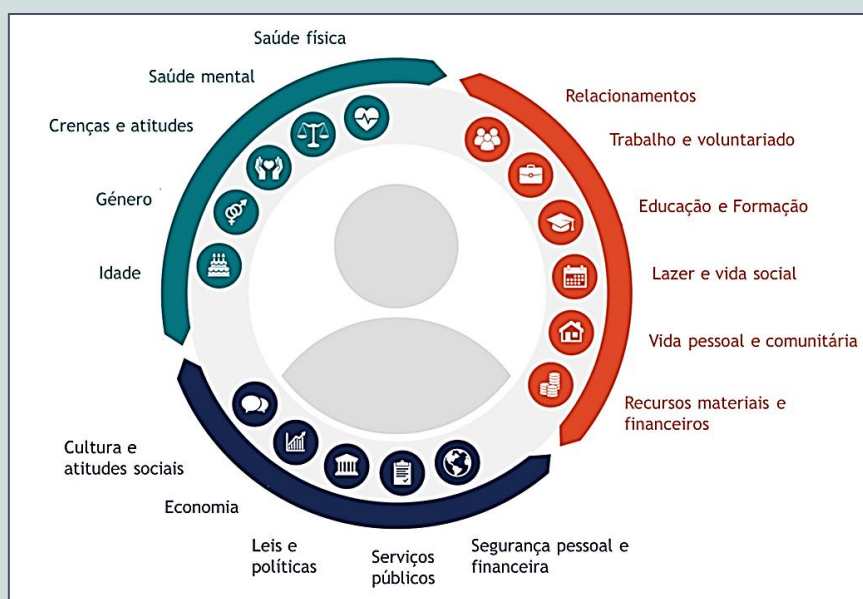 Saúde física
Saúde mental
Crenças e atitudes
Género
Idade
Relacionamentos
Trabalho e voluntariado
Educação e Formação
Lazer e vida social
Vida pessoal e comunitária
Recursos materiais e
financeiros
Cultura e
atitudes sociais
Economia
Leis e
políticas
Serviços
públicos
Segurança pessoal e
financeira